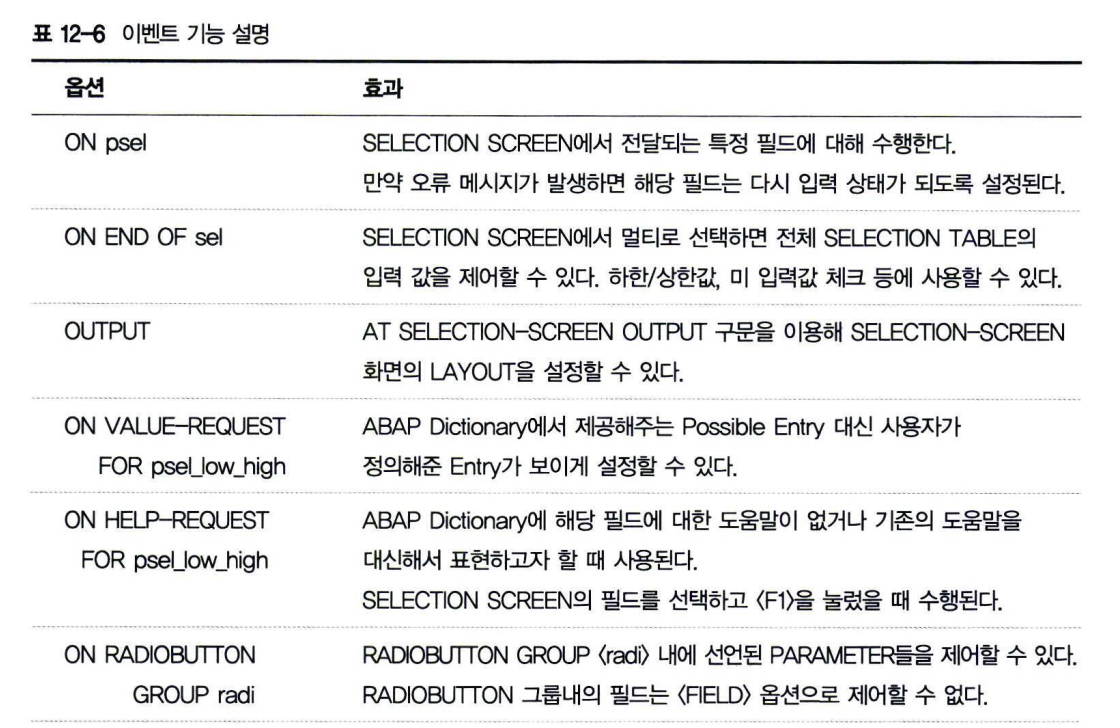 표 12-6 이벤트 기능 설명
옵션 효과
ON psel SELECTION SCREEN에서 전달되는 특정 필드에 대해 수행한다.
만약 오류 메시지가 발생하면 해당 필드는 다시 입력 상태가 되도록 설정된다.
ON END OF sel SELECTION SCREEN에서 멀티로 선택하면 전체 SELECTION TABLE의
입력 값을 제어할 수 있다. 하한/상한값, 미 입력값 체크 등에 사용할 수 있다.
OUTPUT AT SELECTION-SCREEN OUTPUT 구문을 이용해 SELECTION-SCREEN
화면의 LAYOUT을 설정할 수 있다.
ON VALUE-REQUEST ABAP Dictionary에서 제공해주는 Possible Entry 대신 사용자가
FOR psel_low_high 정의해준 Entry가 보이게 설정할 수 있다.
ON HELP-REQUEST ABAP Dictionary에 해당 필드에 대한 도움말이 없거나 기존의 도움말을
FOR psel_low_high 대신해서 표현하고자 할 때 사용된다.
SELECTION SCREEN의 필드를 선택하고 〈F1〉을 눌렀을 때 수행된다.
ON RADIOBUTTON RADIOBUTTON GROUP 〈radi〉 내에 선언된 PARAMETER들을 제어할 수 있다.
GROUP radi RADIOBUTTON 그룹내의 필드는 〈FIELD〉 옵션으로 제어할 수 없다.